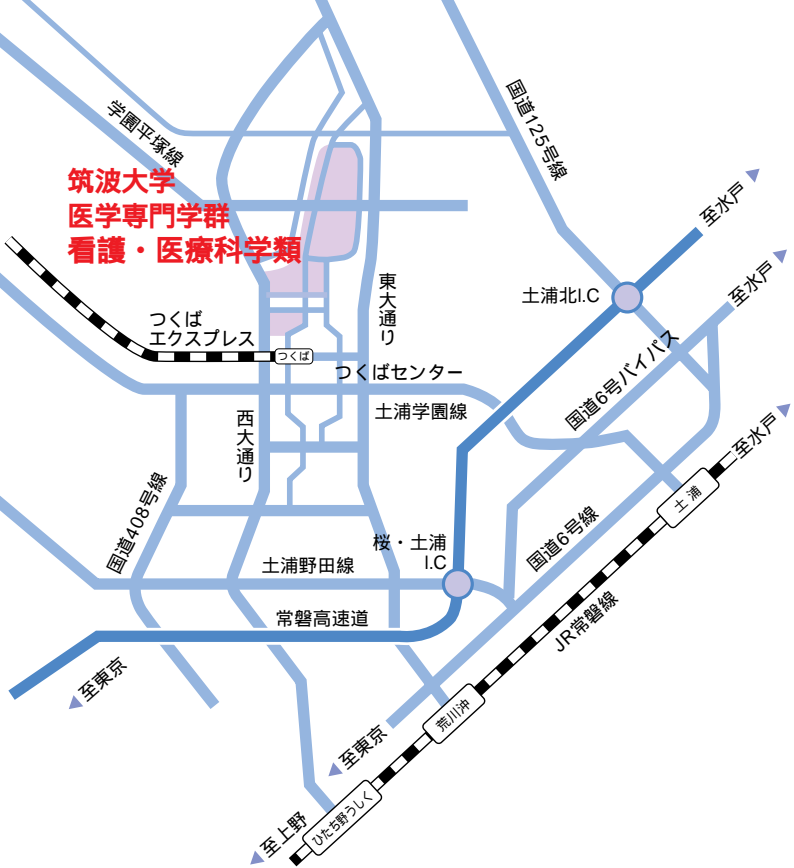 国道125号線
学園平塚線
筑波大学
医学専門学群
看護・医療科学類
至水戸
至水戸
土浦北I.C
東大通り
つくば
エクスプレス
つくば
つくばセンター
国道6号バイパス
土浦学園線
西大通り
至水戸
土浦
国道408号線
桜・土浦
I.C
国道6号線
土浦野田線
常磐高速道
JR常磐線
至東京
荒川沖
至東京
ひたち野うしく
至上野